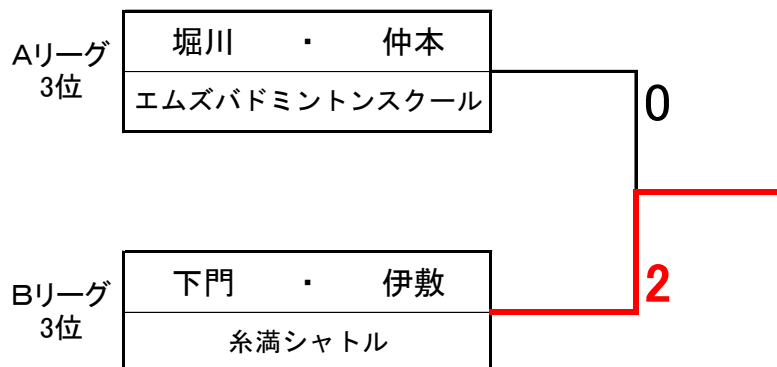 Aリーグ
3位
堀川 ・ 仲本
エムズバドミントンスクール
0
Bリーグ
3位
下門 ・ 伊敷
糸満シャトル
2